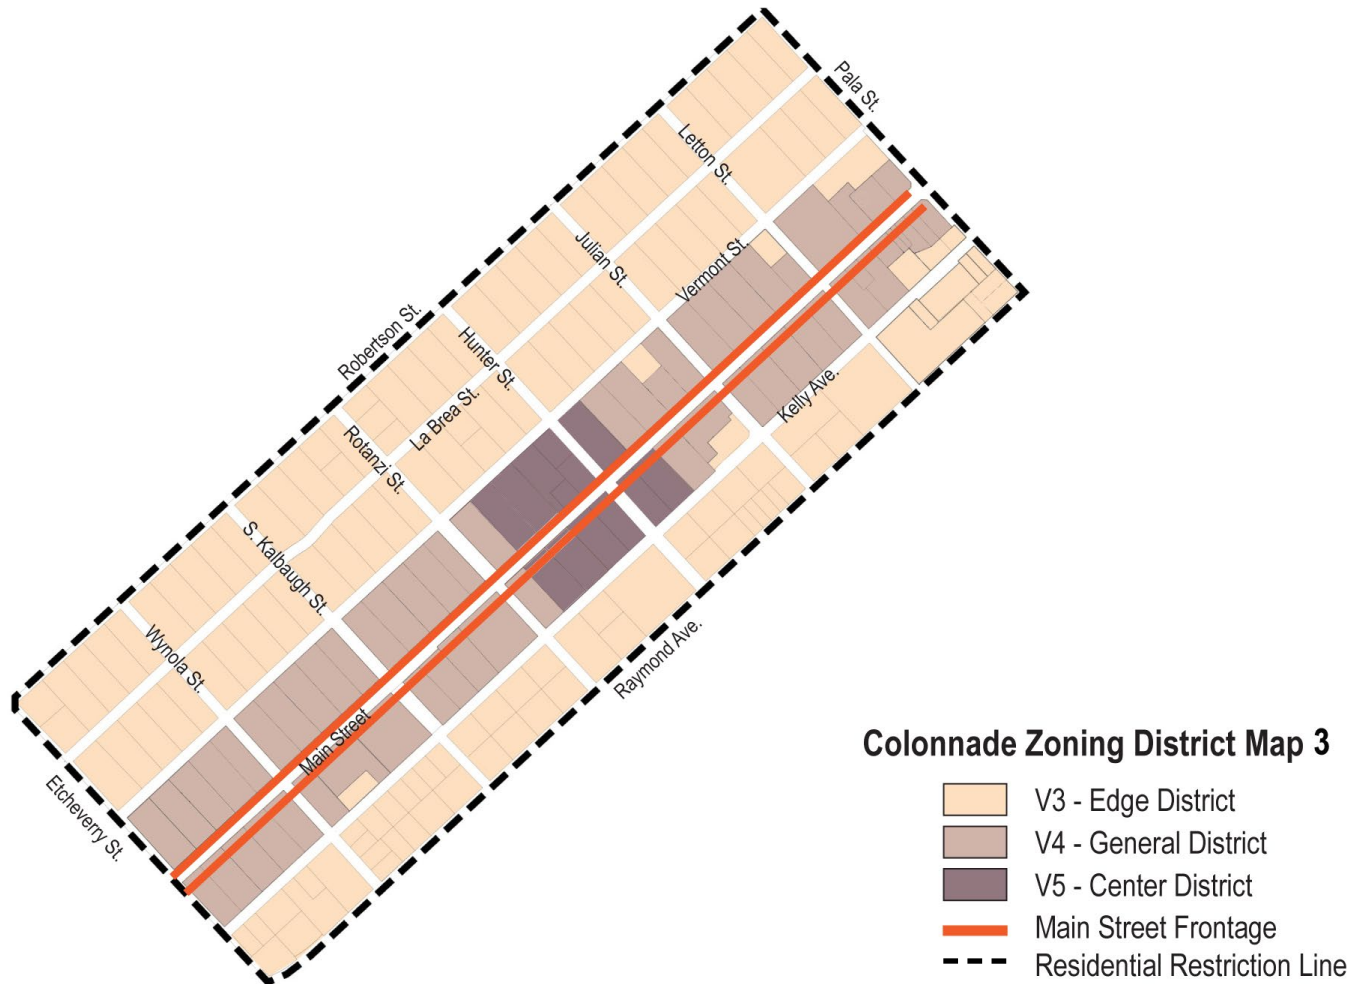 Pala St.
Letton St.
Julian St.
Vermont St.
Robertson St.
Hunter St.
La Brea St.
Kelly Ave.
Rotanzi St.
S. Kalbaugh St.
Wynola St.
Raymond Ave.
Main Street
Etcheverry St.
Colonnade Zoning District Map 3
V3 - Edge District
V4 - General District
V5 - Center District
Main Street Frontage
Residential Restriction Line